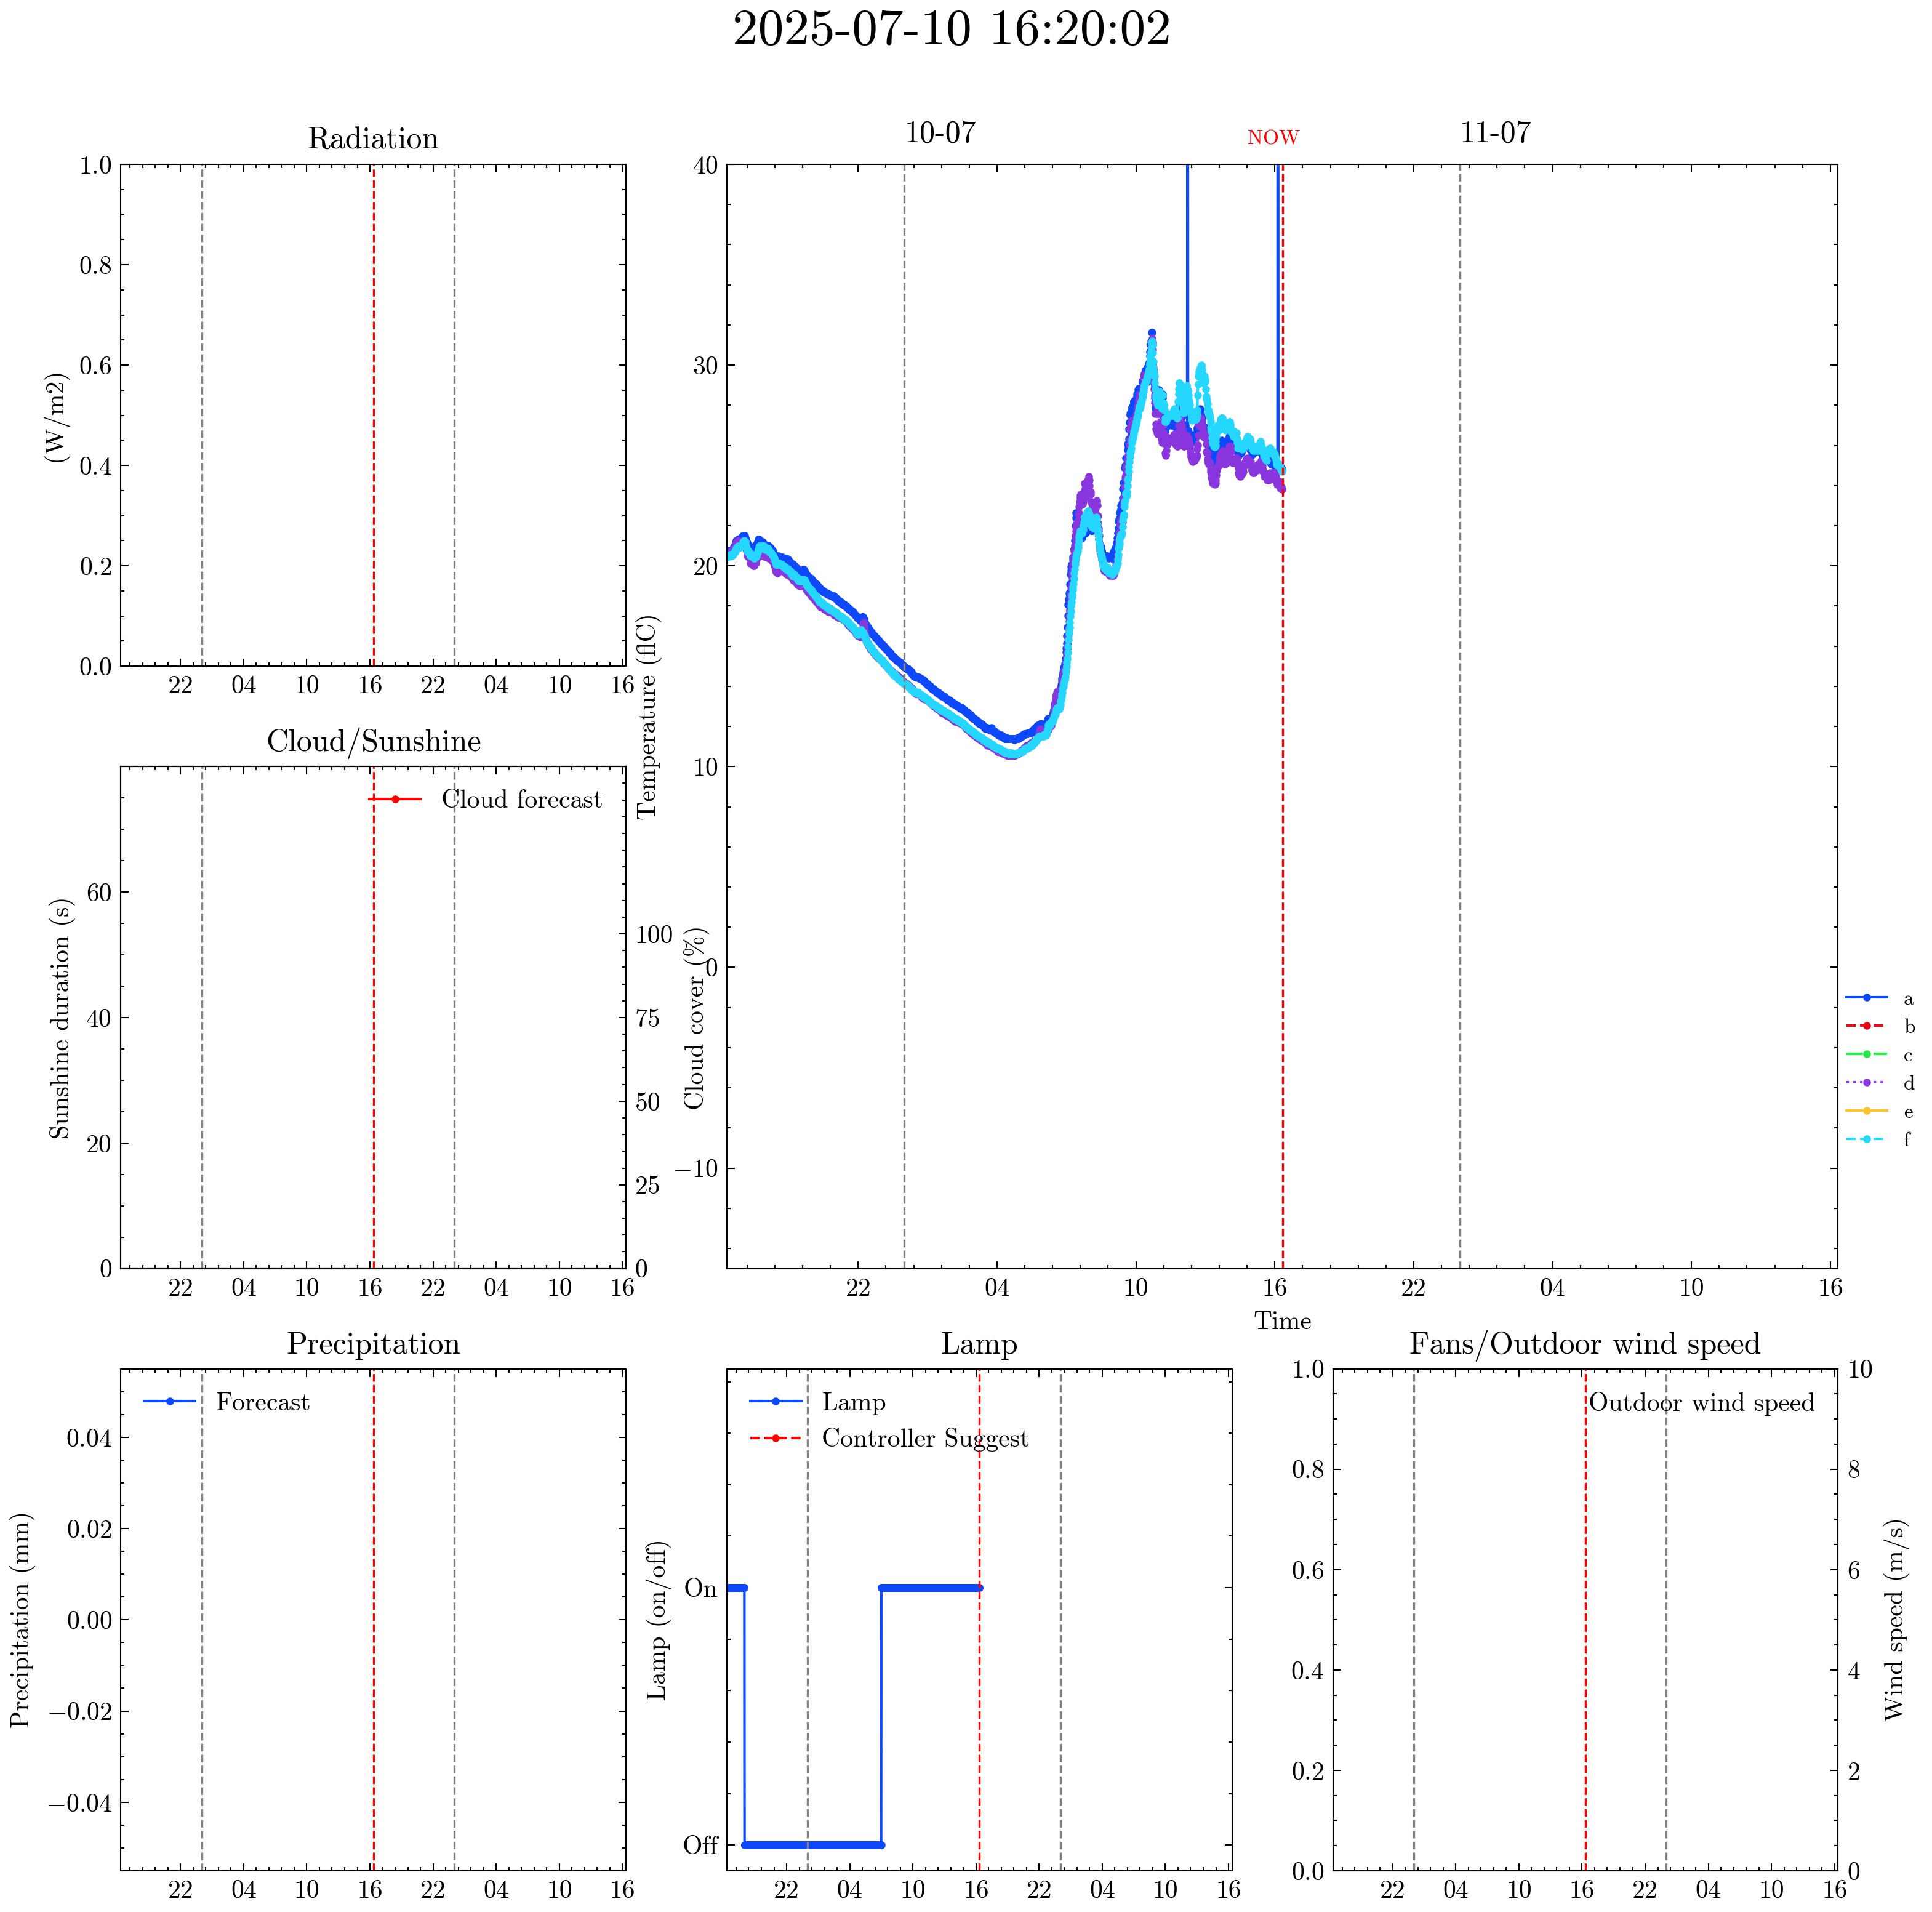 2025-07-10 16:20:02
Radiation
1.0
0.8
0.6
0.4
0.2
0.0
(W/m2)
22 04 10 16 22 04 10 16
10-07 NOW 11-07
40
30
20
10
0
−10
Temperature (flC)
22 04 10 16 22 04 10 16
Time
a
b
c
d
e
f
Cloud/Sunshine
Cloud forecast
60
40
20
0
Sunshine duration (s)
100
75
50
25
0
Cloud cover (%)
22 04 10 16 22 04 10 16
Precipitation
Forecast
0.04
0.02
0.00
−0.02
−0.04
Precipitation (mm)
22 04 10 16 22 04 10 16
Lamp
Lamp
Controller Suggest
On
Off
Lamp (on/off)
22 04 10 16 22 04 10 16
Fans/Outdoor wind speed
Outdoor wind speed
1.0
0.8
0.6
0.4
0.2
0.0
10
8
6
4
2
0
Wind speed (m/s)
22 04 10 16 22 04 10 16